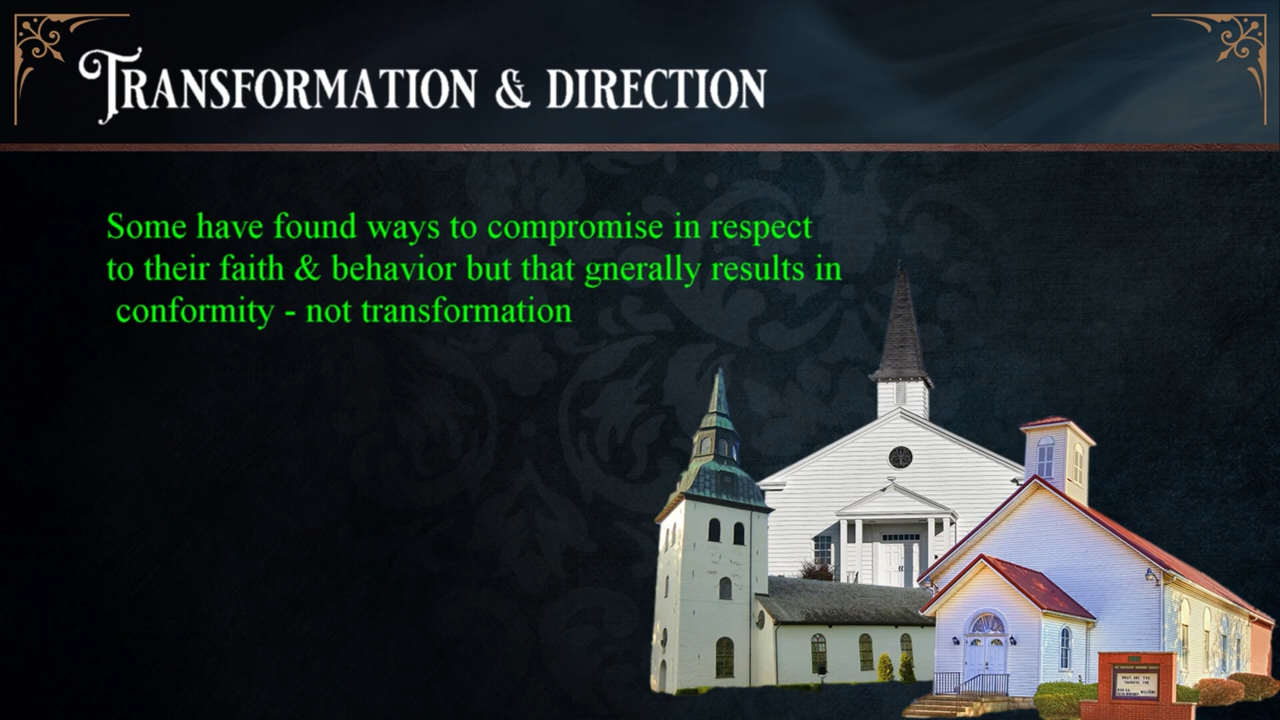 TRANSFORMATION & DIRECTION
Some have found ways to compromise in respect
to their faith & behavior but that gnerally results in
conformity - not transformation